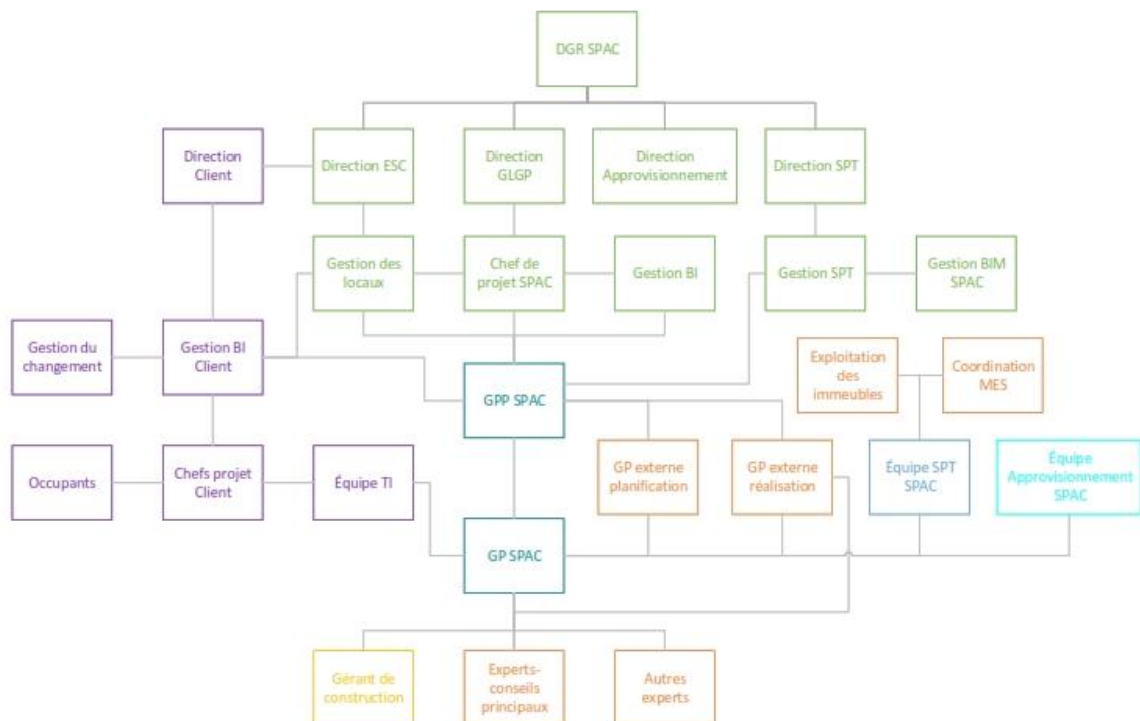 DGR SPAC
Direction
Client
Direction ESC
Direction
GLGP
Direction
Approvisionnement
Direction SPT
Gestion des
locaux
Chef de
projet SPAC
Gestion BI
Gestion SPT
Gestion BIM
SPAC
Gestion du
changement
Gestion BI
Client
GPP SPAC
Exploitation
des
immeubles
Coordination
MES
Occupants
Chefs projet
Client
Équipe TI
GP externe
planification
GP externe
réalisation
Équipe SPT
SPAC
Équipe
Approvisionnement
SPAC
GP SPAC
Gérant de
construction
Experts-
conseils
principaux
Autres
experts